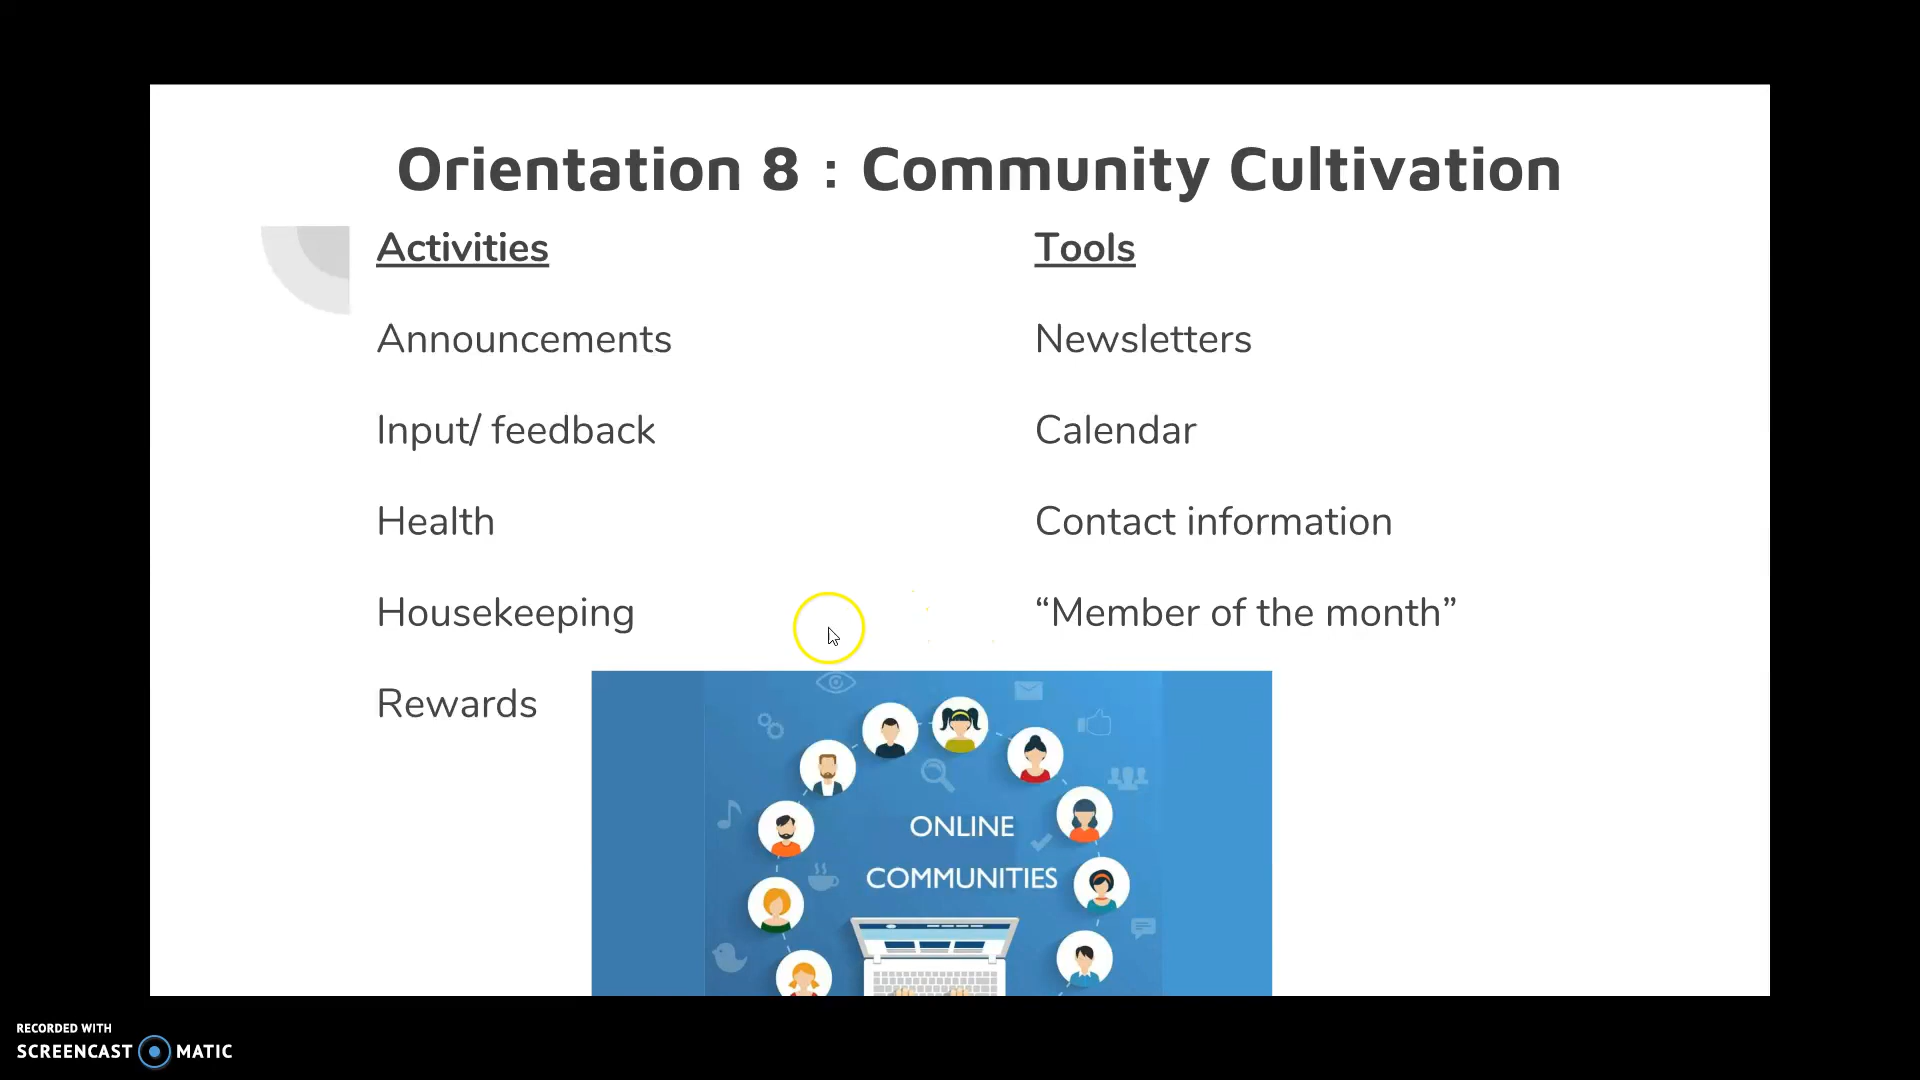 Orientation 8 : Community Cultivation
Activities
Announcements
Input/ feedback
Health
Housekeeping
Rewards
Tools
Newsletters
Calendar
Contact information
“Member of the month”
ONLINE
COMMUNITIES
RECORDED WITH
SCREENCAST MATIC